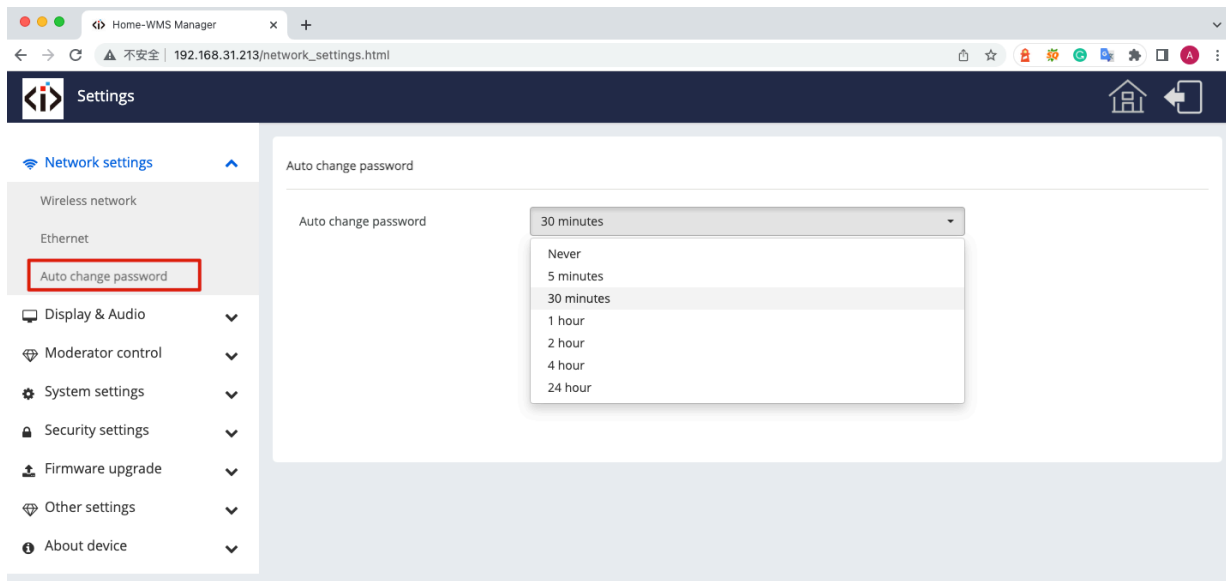 Home-WMS Manager
不安全 192.168.31.213/network_settings.html
A
Settings
Network settings
Wireless network
Ethernet
Auto change password
Display & Audio
Moderator control
System settings
Security settings
Firmware upgrade
Other settings
About device
Auto change password
Auto change password 30 minutes
Never
5 minutes
30 minutes
1 hour
2 hour
4 hour
24 hour